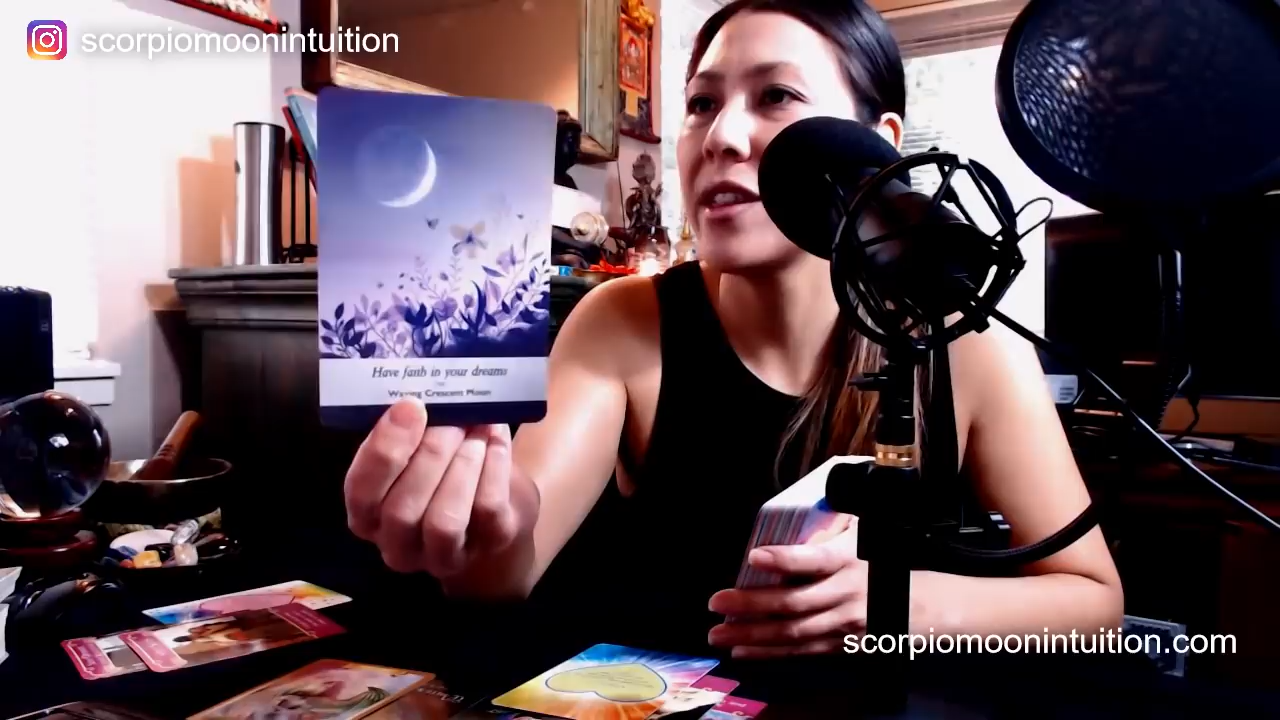 scorpiomoonintuition
Have faith in your dreams
Waxing Crescent Moon
scorpiomoonintuition.com